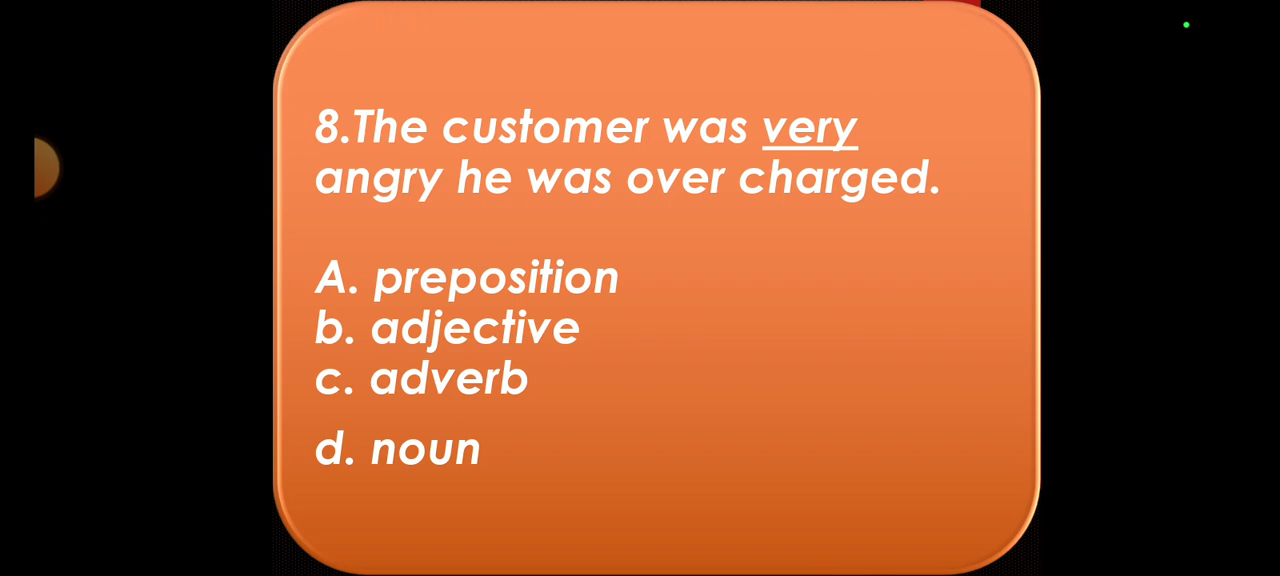 8.The customer was very
angry he was over charged.
A. preposition
b. adjective
c. adverb
d. noun